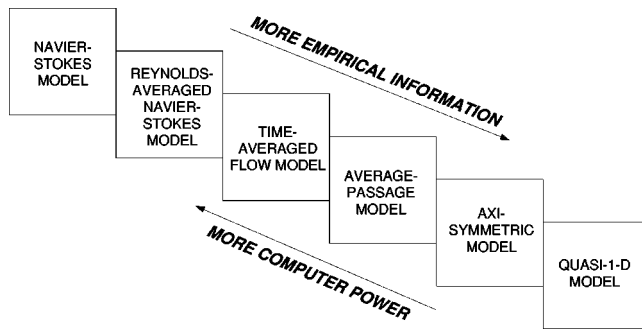 NAVIER-
STOKES
MODEL
REYNOLDS-
AVERAGED
NAVIER-
STOKES
MODEL
TIME-
AVERAGED
FLOW MODEL
AVERAGE-
PASSAGE
MODEL
AXI-
SYMMETRIC
MODEL
QUASI-1-D
MODEL
MORE EMPIRICAL INFORMATION
MORE COMPUTER POWER